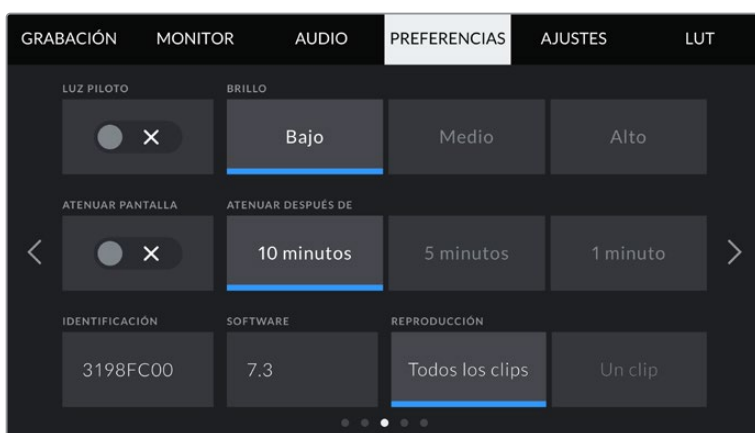 GRABACIÓN MONITOR AUDIO PREFERENCIAS AJUSTES LUT
LUZ PILOTO BRILLO
Bajo Medio Alto
ATENUAR PANTALLA ATENUAR DESPUÉS DE
10 minutos 5 minutos 1 minuto
IDENTIFICACIÓN SOFTWARE REPRODUCCIÓN
3198FC00 7.3 Todos los clips Un clip